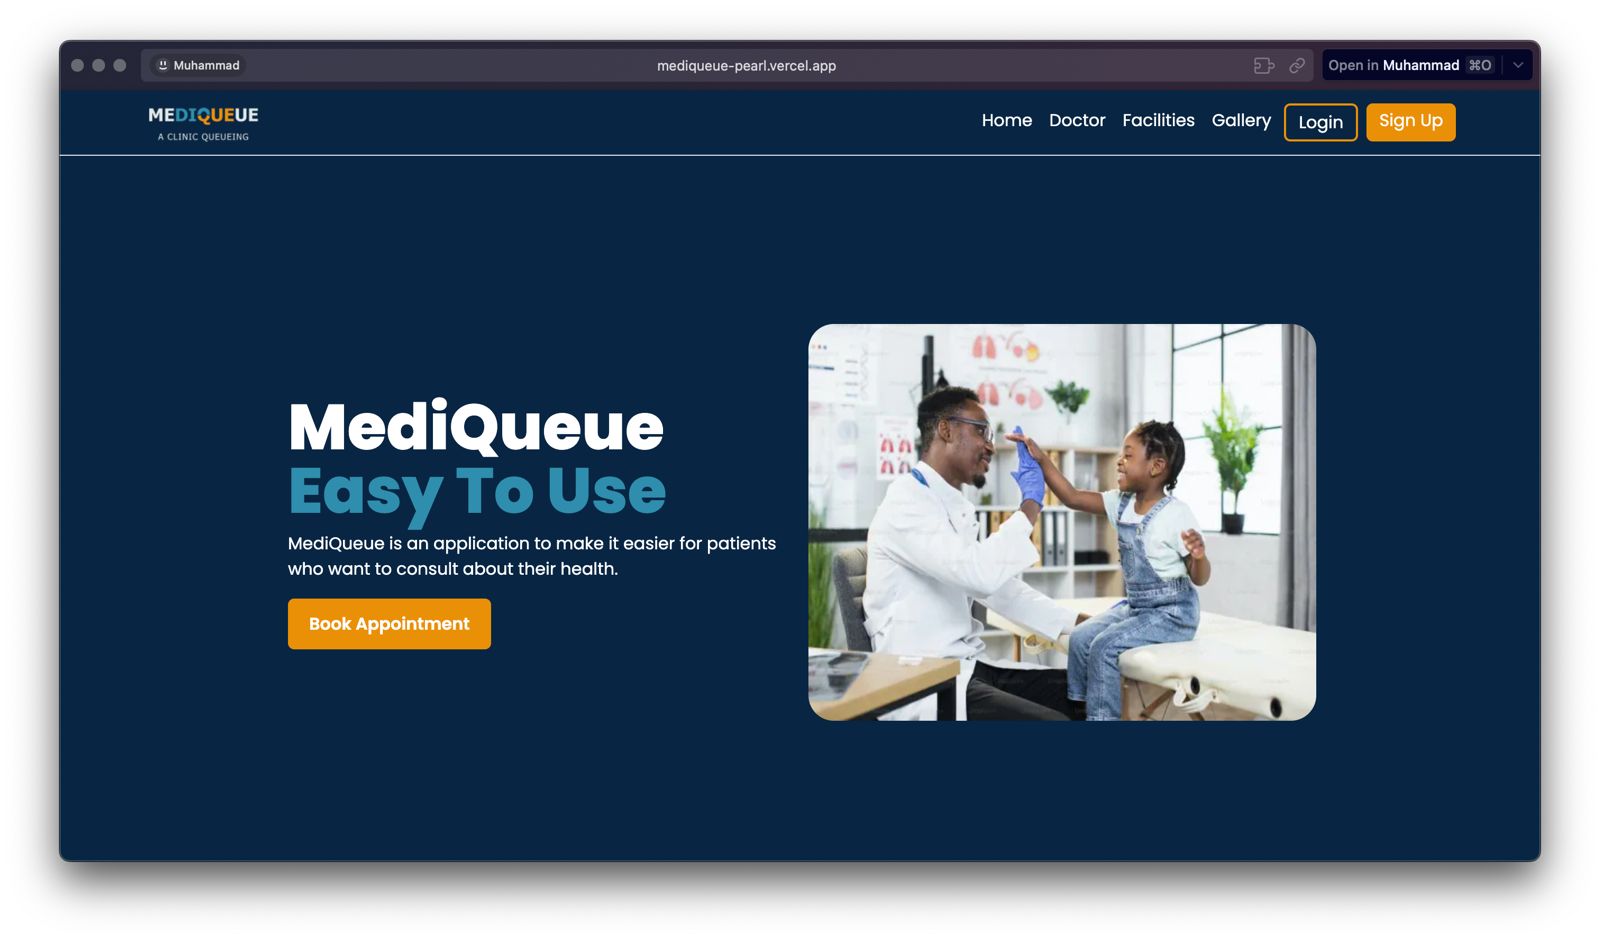 Muhammad
mediqueue-pearl.vercel.app
Open in Muhammad ⌘O
MEDIQUEUE
A CLINIC QUEUEING
Home Doctor Facilities Gallery Login Sign Up
MediQueue
Easy To Use
MediQueue is an application to make it easier for patients
who want to consult about their health.
Book Appointment